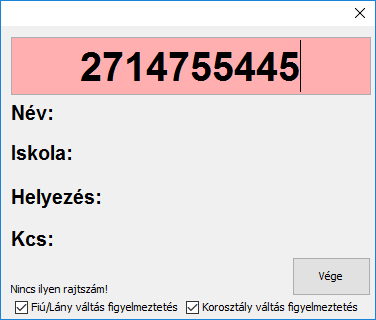 2714755445
Név:
Iskola:
Helyezés:
Kcs:
Vége
Nincs ilyen rajtszám!
Fiú/Lány váltás figyelmeztetés Korosztály váltás figyelmeztetés